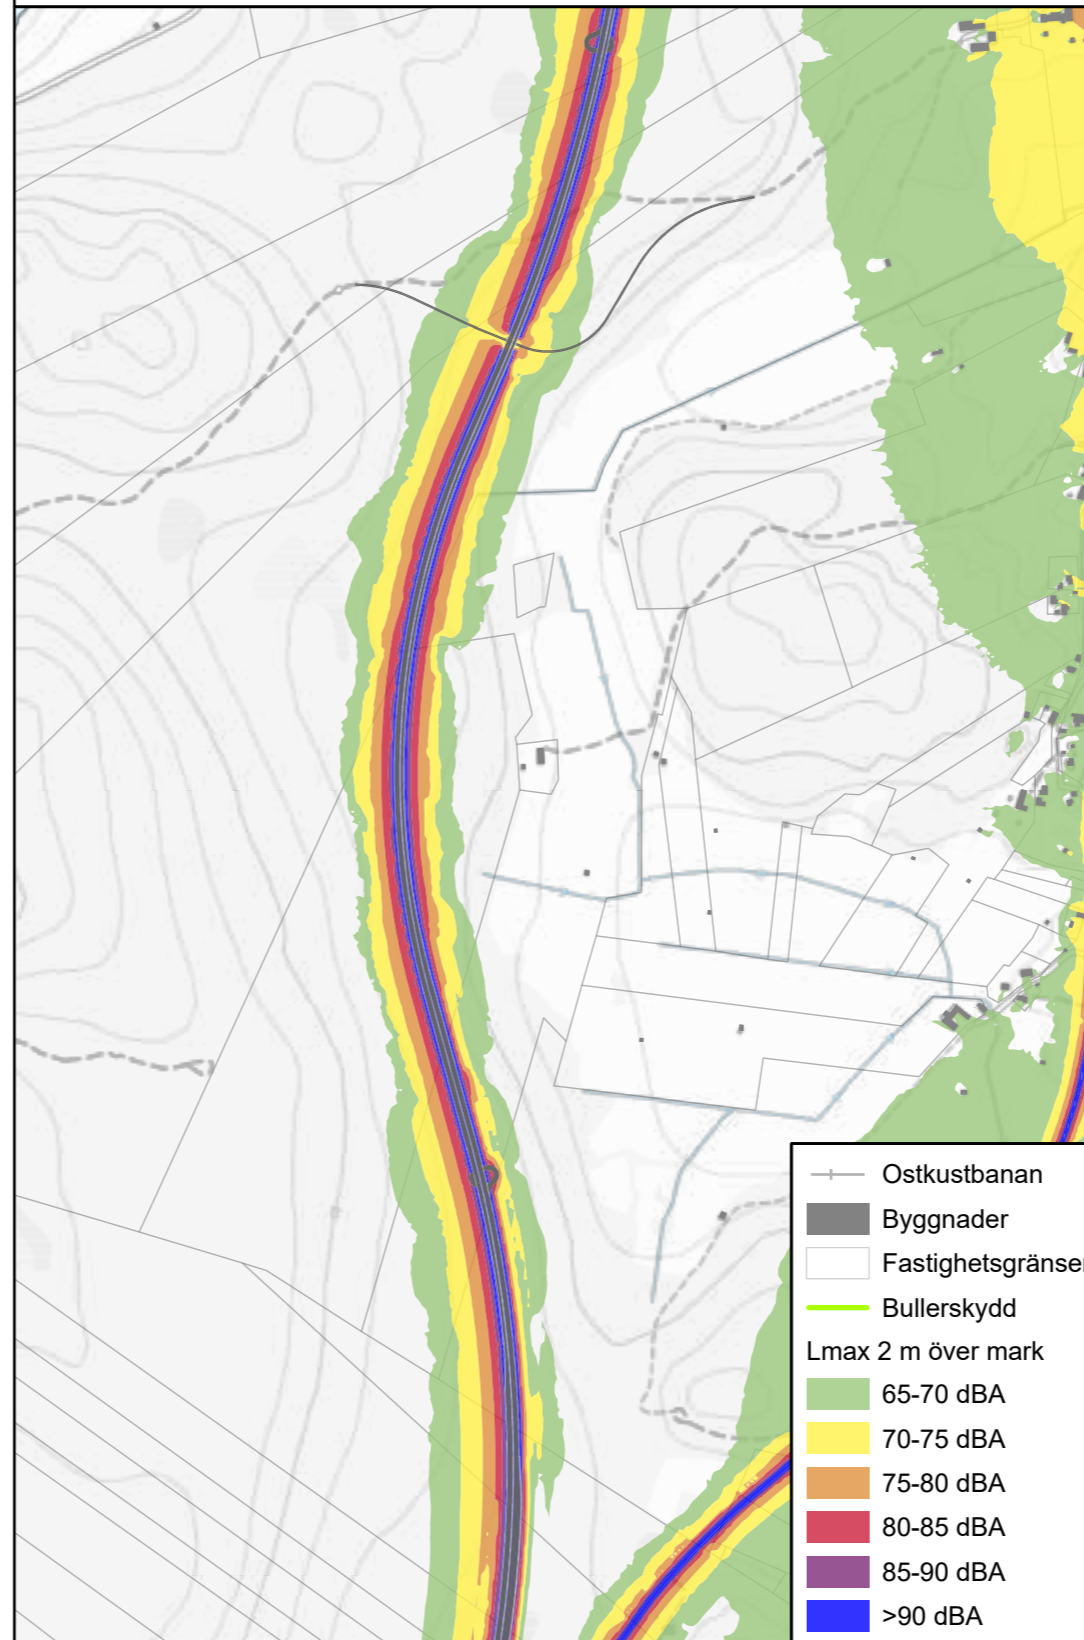 Ostkustbanan
Byggnader
Fastighetsgränser
Bullerskydd
Lmax 2 m över mark
65-70 dBA
70-75 dBA
75-80 dBA
80-85 dBA
85-90 dBA
>90 dBA